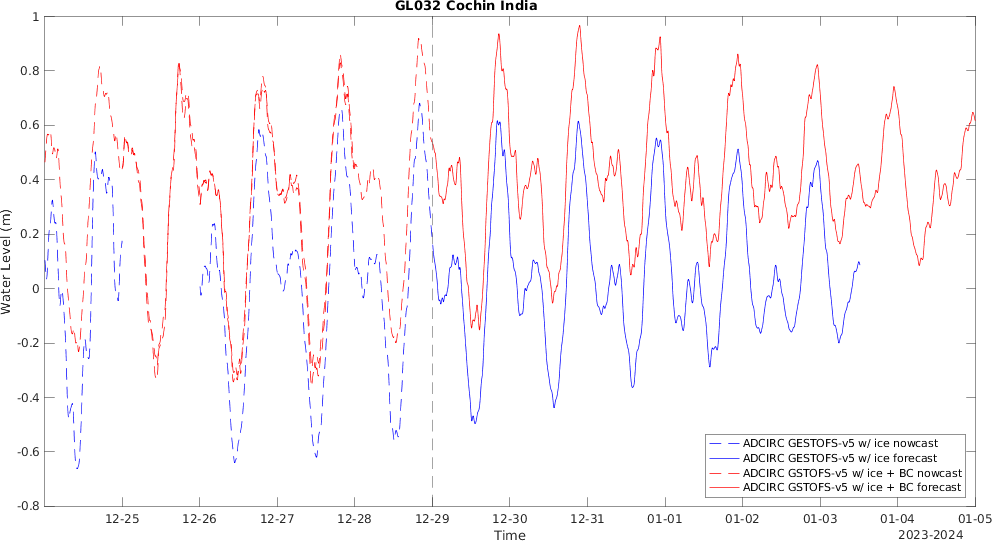 GL032 Cochin India
Water Level (m)
1
0.8
0.6
0.4
0.2
0
-0.2
-0.4
-0.6
-0.8
ADCIRC GESTOFS-v5 w/ ice nowcast
ADCIRC GESTOFS-v5 w/ ice forecast
ADCIRC GSTOFS-v5 w/ ice + BC nowcast
ADCIRC GSTOFS-v5 w/ ice + BC forecast
12-25 12-26 12-27 12-28 12-29 12-30 12-31 01-01 01-02 01-03 01-04 01-05
Time
2023-2024